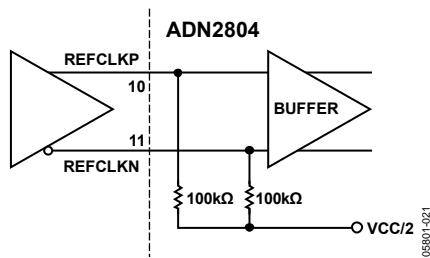 ADN2804
REFCLKP
10
BUFFER
11
REFCLKN
100kΩ
100kΩ
VCC/2
05801-021